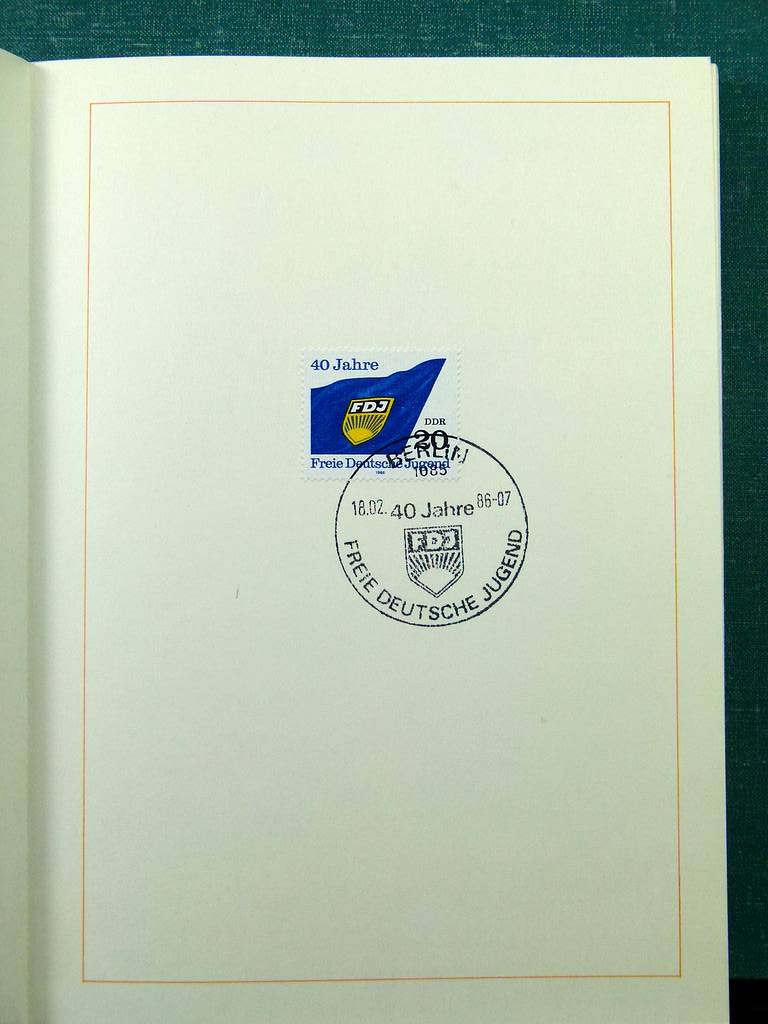 40 Jahre
FDJ
DDR
20
Freie Deutsche Jugend
1986
BERLIN
1085
18.02. 40 Jahre 86-07
FDJ
FREIE DEUTSCHE JUGEND